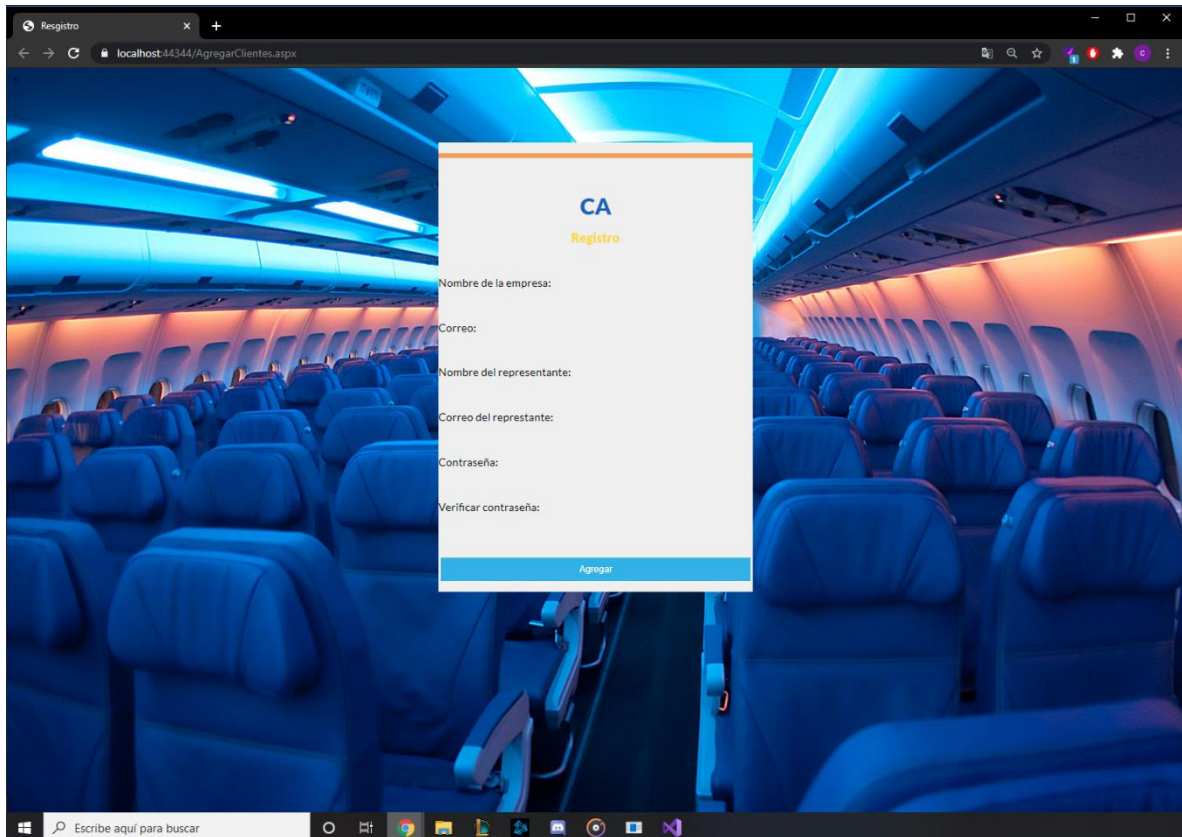 Resgistro
localhost:44344/AgregarClientes.aspx
CA
Registro
Nombre de la empresa:
Correo:
Nombre del representante:
Correo del represtante:
Contraseña:
Verificar contraseña:
Agregar
Escribe aquí para buscar